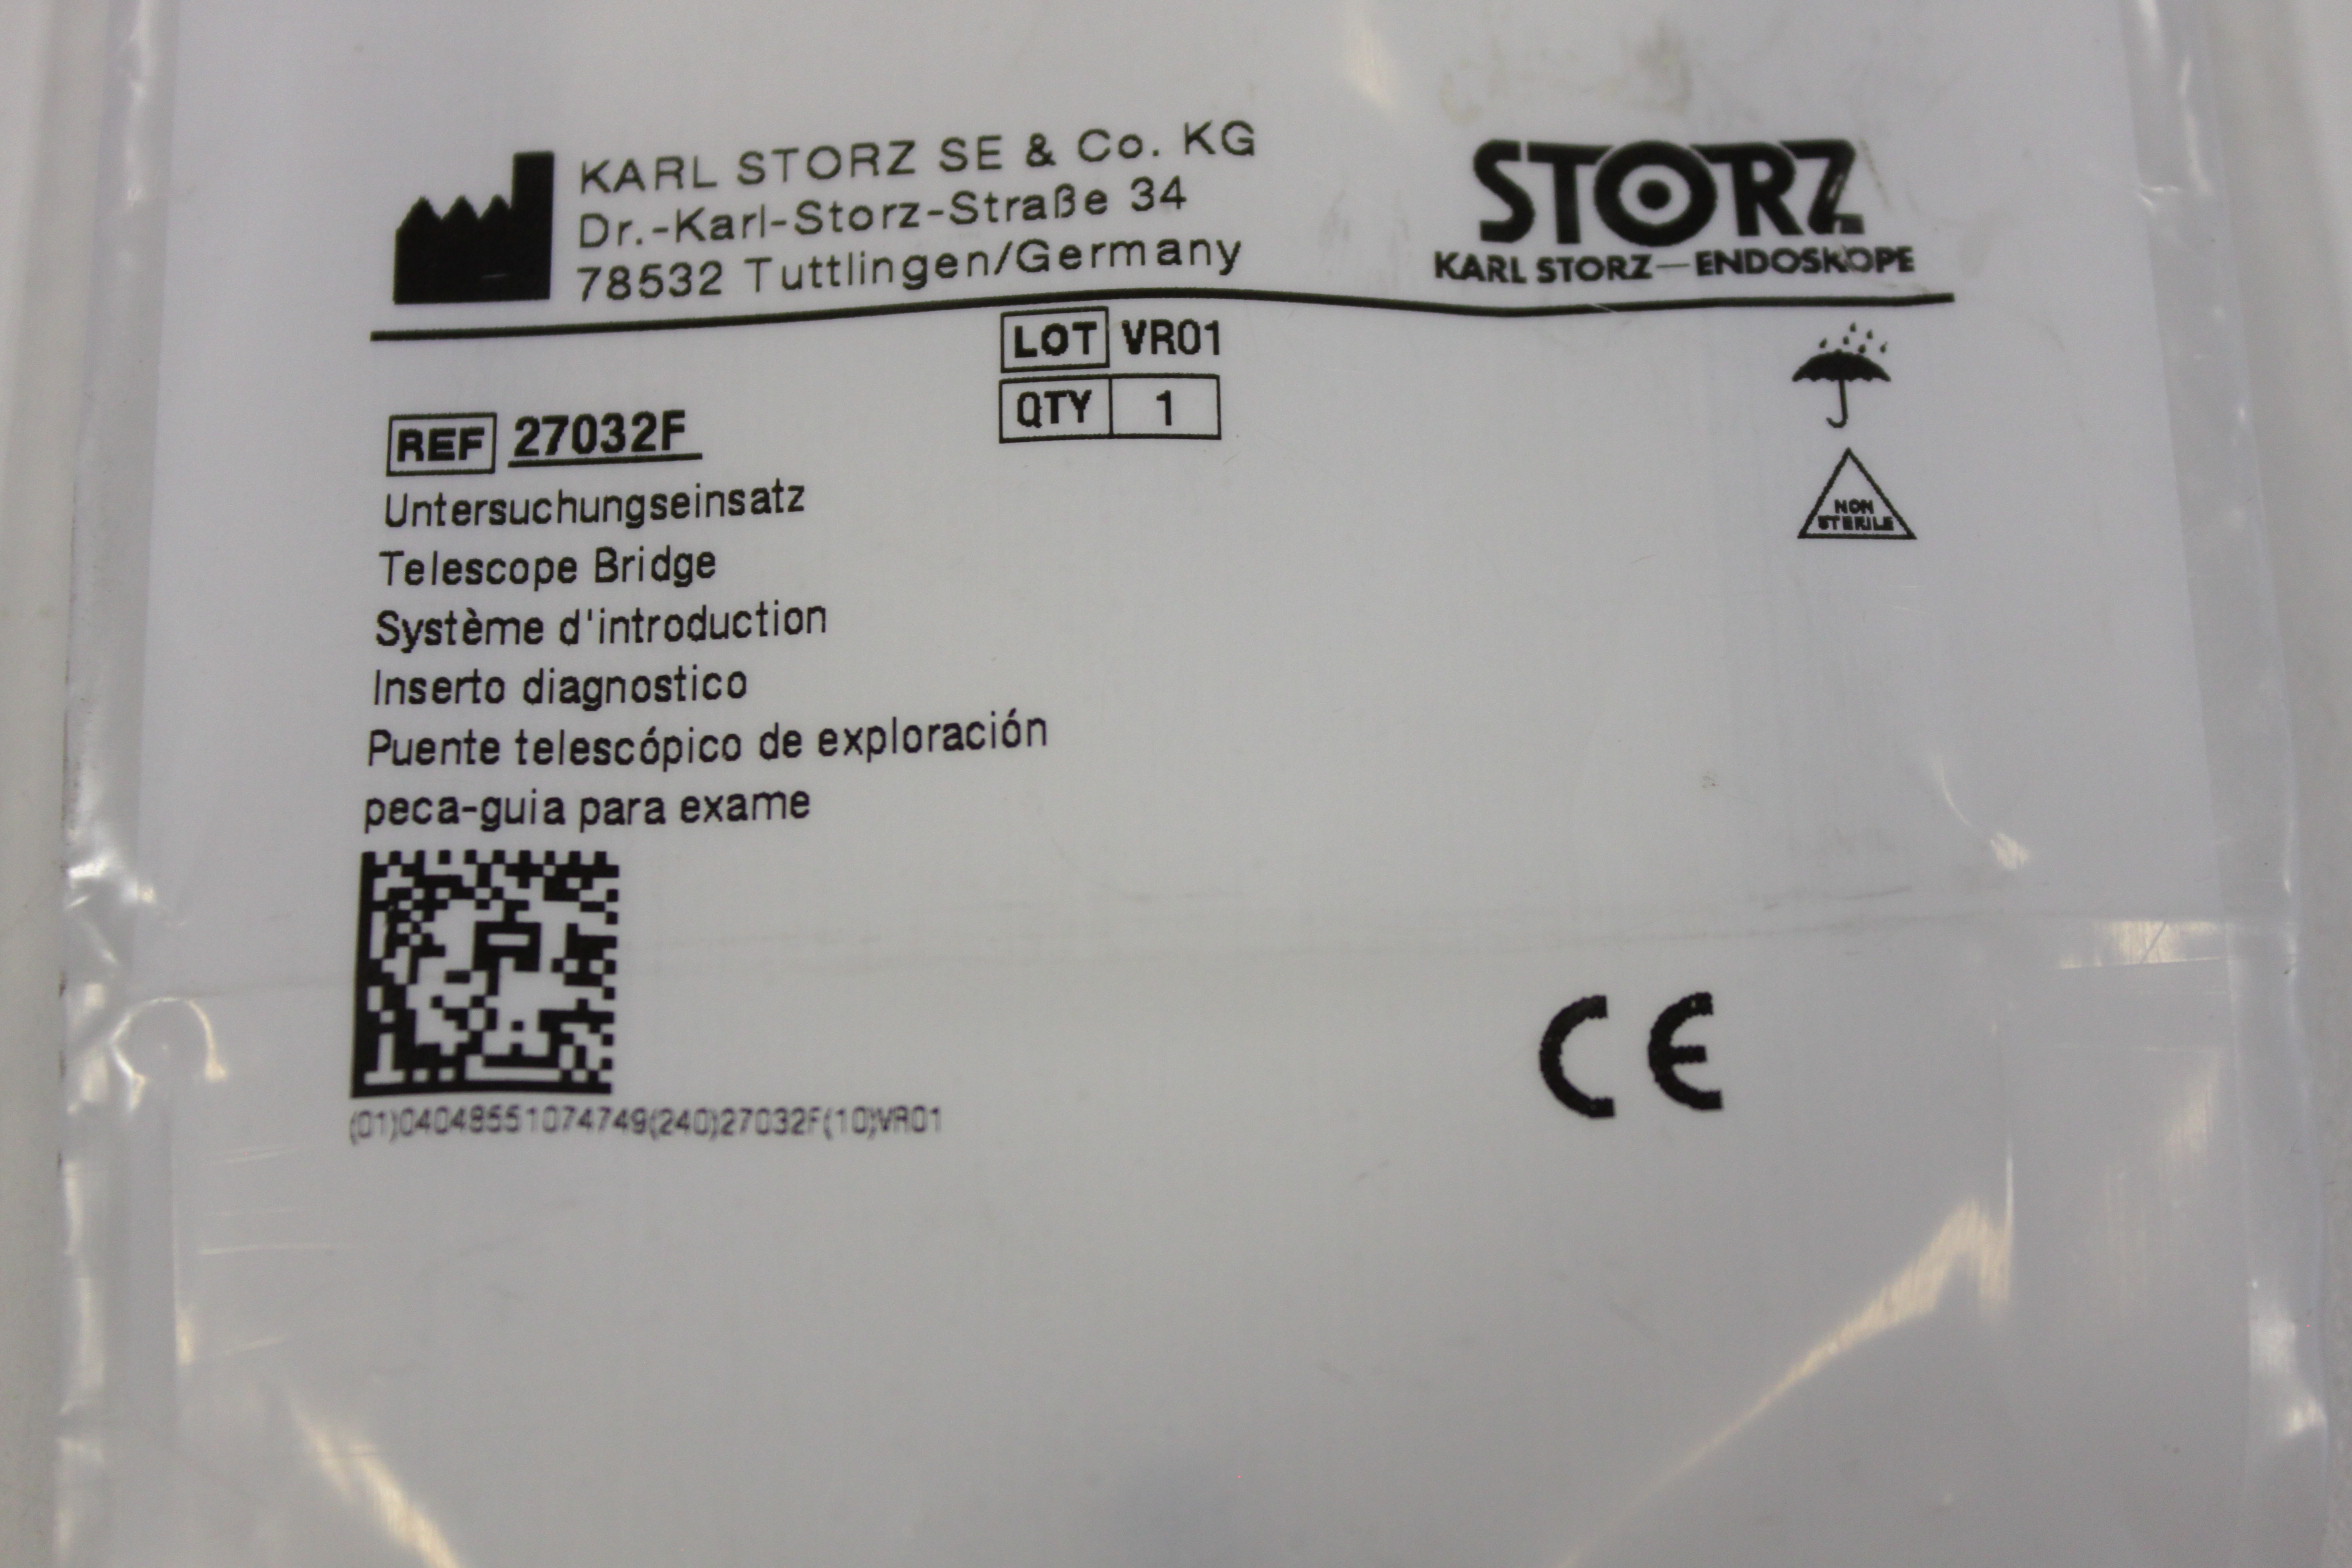 KARL STORZ SE & Co. KG
Dr.-Karl-Storz-Straße 34
78532 Tuttlingen/Germany
STORZ
KARL STORZ—ENDOSKOPE
LOT VR01
QTY 1
REF 27032F
NON
STERILE
Untersuchungseinsatz
Telescope Bridge
Système d'introduction
Inserto diagnostico
Puente telescópico de exploración
peca-guia para exame
(01)04048551074749(240)27032F(10)VR01
CE